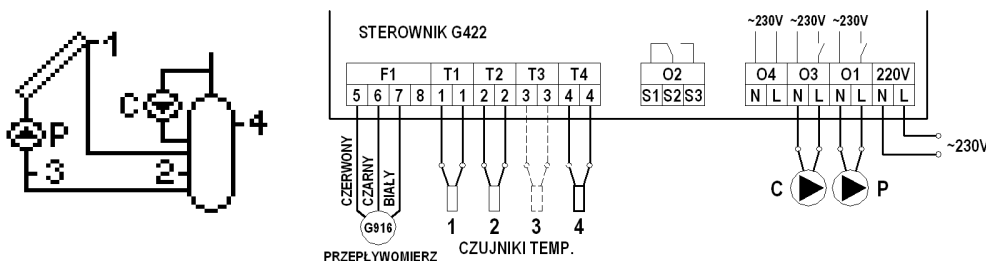 1
C
4
P
3
2
STEROWNIK G422
~230V ~230V ~230V
F1 T1 T2 T3 T4 O2 O4 O3 O1 220V
5 6 7 8 1 1 2 2 3 3 4 4 S1 S2 S3 N L N L N L N L
~230V
CZERWONY
CZARNY
BIAŁY
G916
C P
1 2 3 4
CZUJNIKI TEMP.
PRZEPŁYWOMIERZ